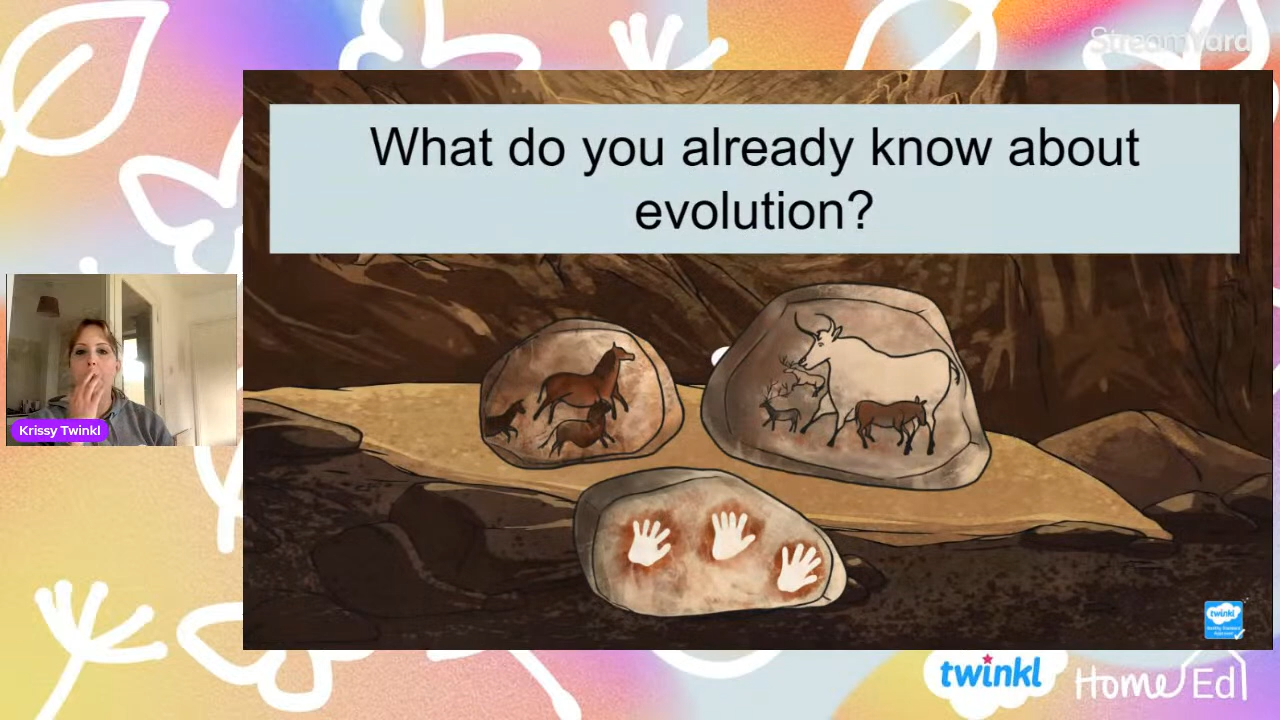 StreamYard
What do you already know about
evolution?
Krissy Twinkl
twinkl
twinkl
Home Ed